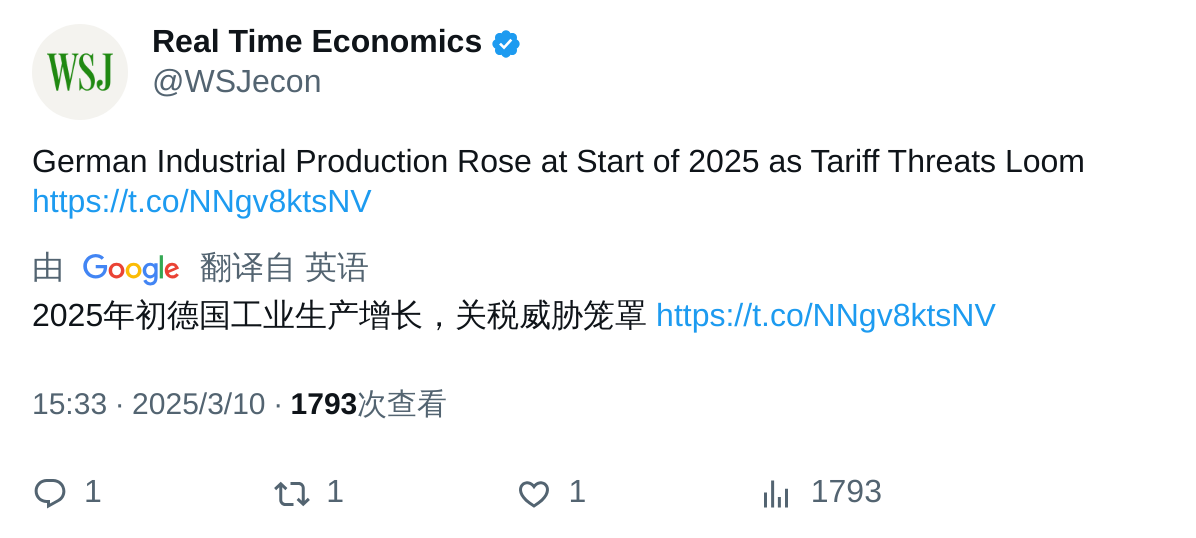 WSJ
Real Time Economics
@WSJecon
German Industrial Production Rose at Start of 2025 as Tariff Threats Loom
https://t.co/NNgv8ktsNV
由 Google 翻译自 英语
2025年初德国工业生产增长，关税威胁笼罩 https://t.co/NNgv8ktsNV
15:33 · 2025/3/10 · 1793次查看
1 1 1 1793